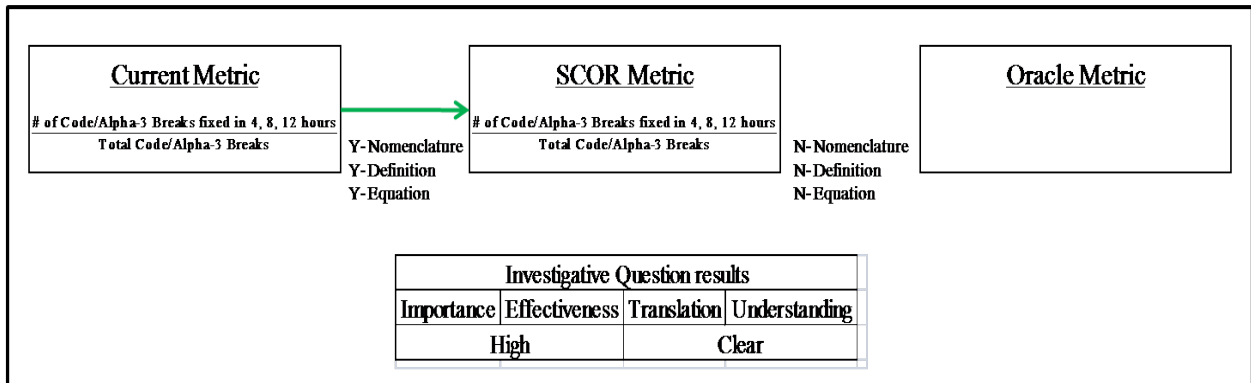 Current Metric
# of Code/Alpha-3 Breaks fixed in 4, 8, 12 hours
Total Code/Alpha-3 Breaks
Y-Nomenclature
Y-Definition
Y-Equation
SCOR Metric
# of Code/Alpha-3 Breaks fixed in 4, 8, 12 hours
Total Code/Alpha-3 Breaks
N-Nomenclature
N-Definition
N-Equation
Oracle Metric
Investigative Question results
Importance Effectiveness Translation Understanding
High Clear